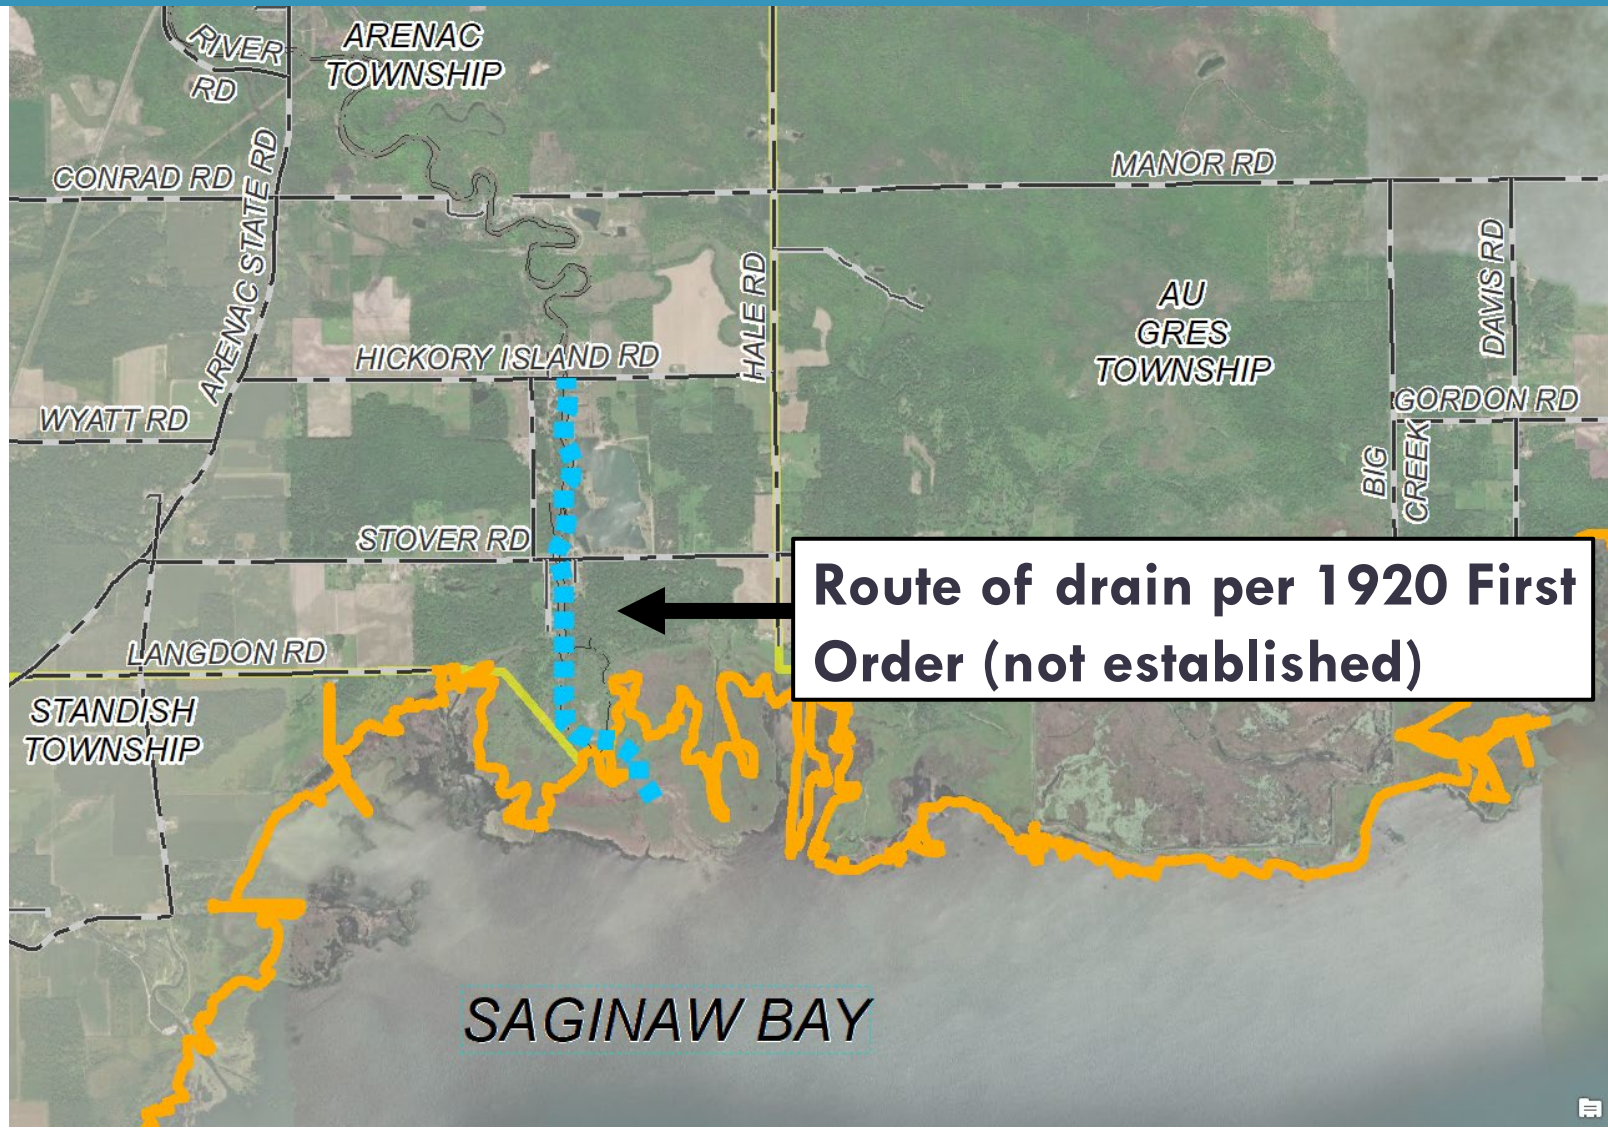 RIVER
RD
ARENAC
TOWNSHIP
CONRAD RD
ARENAC STATE RD
MANOR RD
HALE RD
DAVIS RD
AU
GRES
TOWNSHIP
HICKORY ISLAND RD
WYATT RD
GORDON RD
BIG
CREEK
STOVER RD
Route of drain per 1920 First
Order (not established)
LANGDON RD
STANDISH
TOWNSHIP
SAGINAW BAY